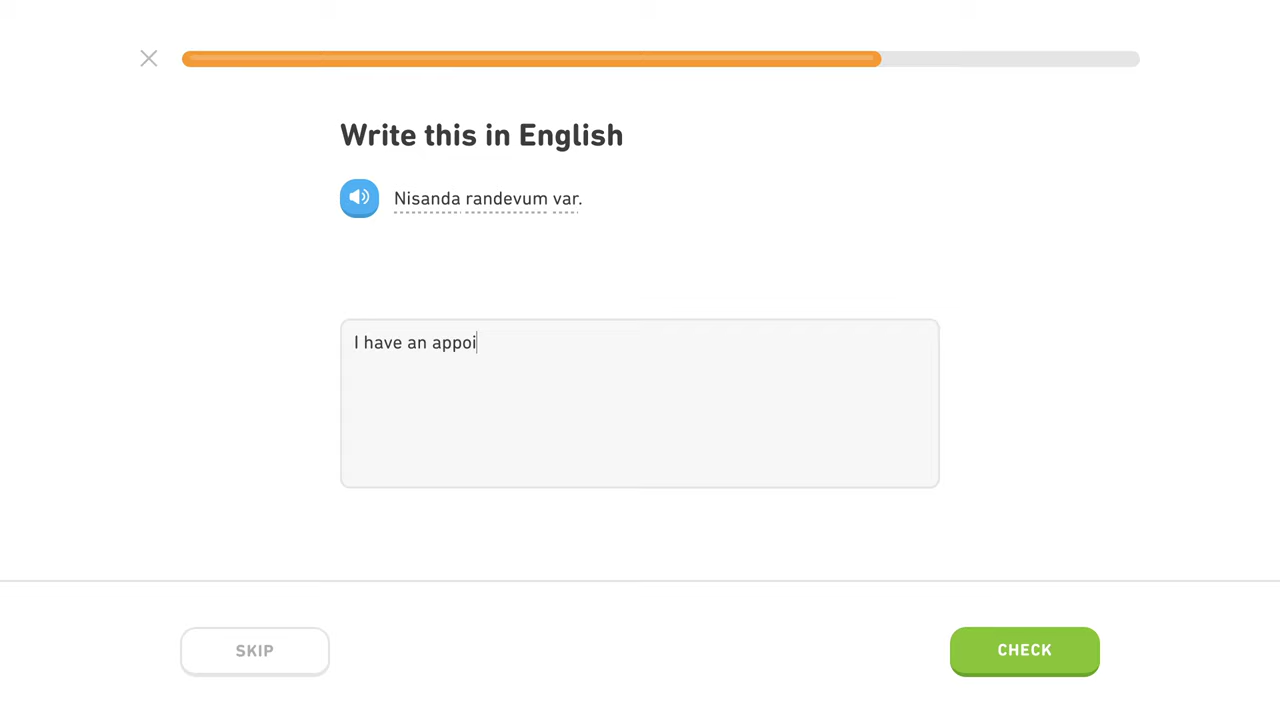 Write this in English
Nisanda randevum var.
I have an appoi
SKIP
CHECK